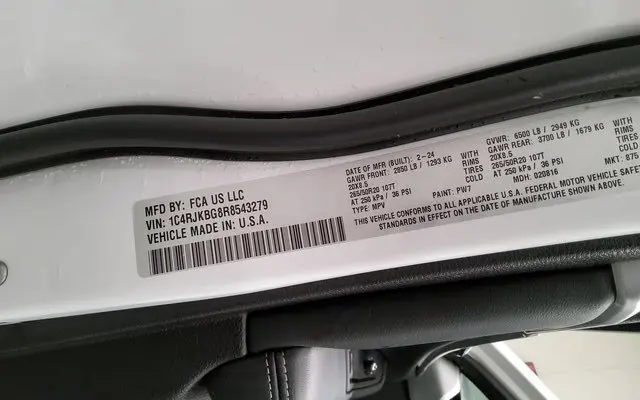 MFD BY: FCA US LLC
VIN: 1C4RJKBG8R8543279
VEHICLE MADE IN: U.S.A.
DATE OF MFR (BUILT): 2-24 GVWR: 6500 LB / 2949 KG
GAWR FRONT: 2850 LB / 1293 KG WITH GAWR REAR: 3700 LB / 1679 KG WITH
20X8.5 RIMS 20X8.5 RIMS
265/50R20 107T TIRES 265/50R20 107T TIRES
AT 250 kPa / 36 PSI COLD AT 250 kPa / 36 PSI COLD
TYPE: MPV PAINT: PW7 MDH: 020816 MKT: 875
THIS VEHICLE CONFORMS TO ALL APPLICABLE U.S.A. FEDERAL MOTOR VEHICLE SAFETY
STANDARDS IN EFFECT ON THE DATE OF MANUFACTURE SHOWN ABOVE.